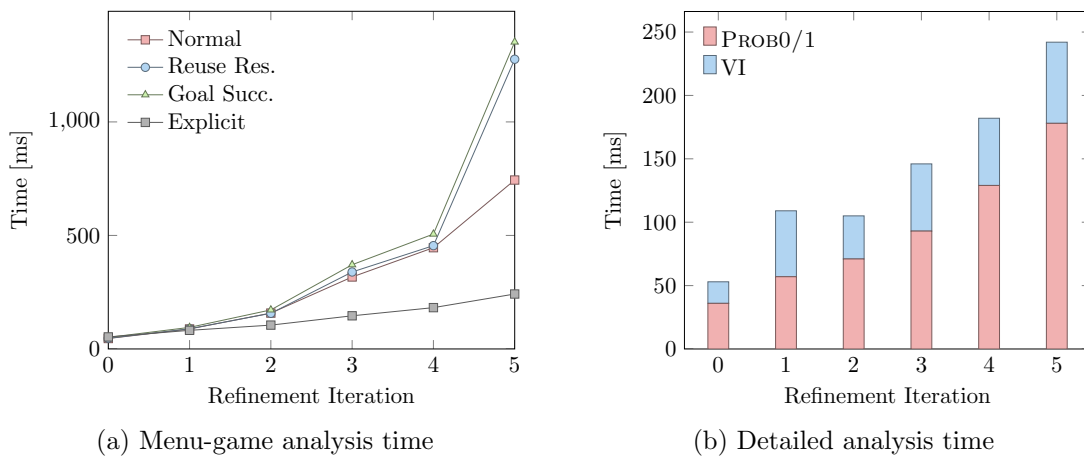 Normal
Reuse Res.
Goal Succ.
Explicit
1,000
500
0
Time [ms]
0 1 2 3 4 5
Refinement Iteration
(a) Menu-game analysis time
PROB0/1
VI
250
200
150
100
50
0
Time [ms]
0 1 2 3 4 5
Refinement Iteration
(b) Detailed analysis time